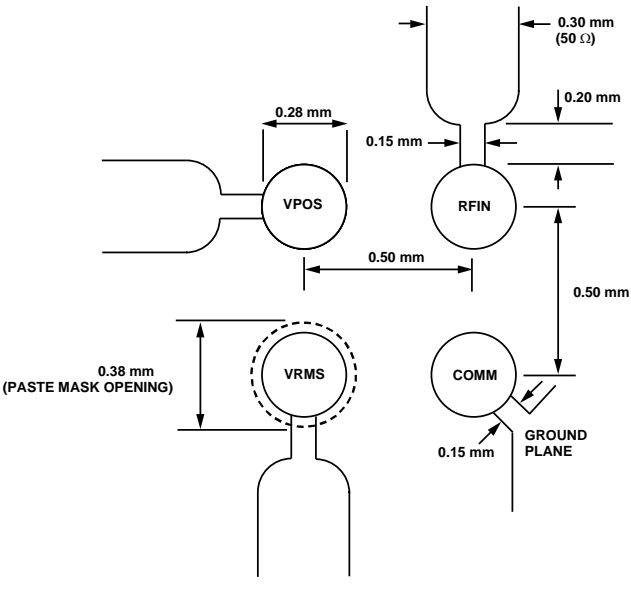 0.30 mm
(50 Ω)
0.20 mm
0.28 mm
0.15 mm
VPOS
RFIN
0.50 mm
0.50 mm
0.38 mm
(PASTE MASK OPENING)
VRMS
COMM
0.15 mm
GROUND
PLANE